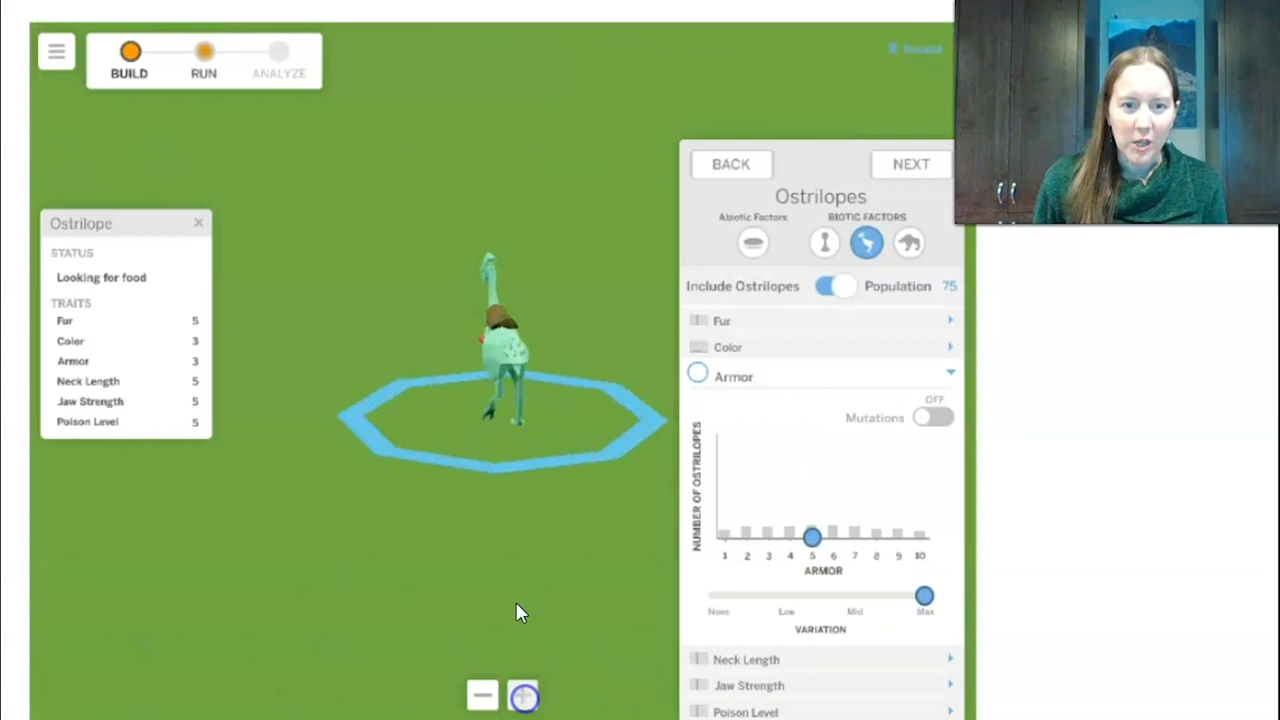 BUILD RUN ANALYZE
BACK NEXT
Ostrilopes
Abiotic Factors BIOTIC FACTORS
Include Ostrilopes Population 75
Fur
Color
Armor
OFF
Mutations
NUMBER OF OSTRILOPES
1 2 3 4 5 6 7 8 9 10
ARMOR
None Low Mid Max
VARIATION
Neck Length
Jaw Strength
Poison Level
Ostrilope
STATUS
Looking for food
TRAITS
Fur 5
Color 3
Armor 3
Neck Length 5
Jaw Strength 5
Poison Level 5